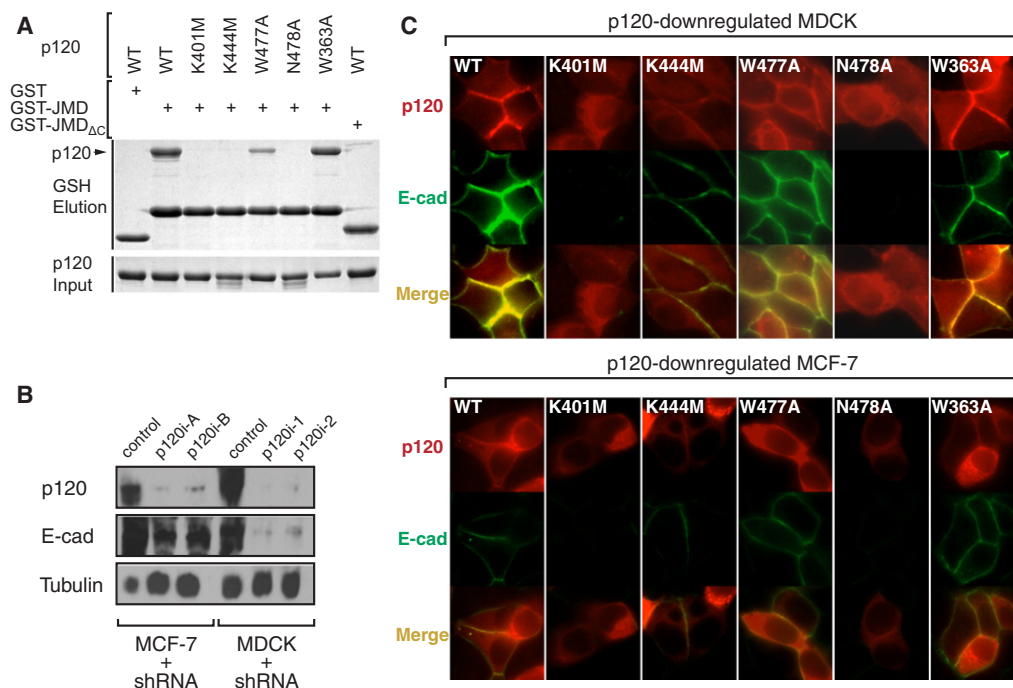 A
p120
WT
WT
K401M
K444M
W477A
N478A
W363A
WT
GST +
GST-JMD + + + + + +
GST-JMDΔC +
p120
GSH
Elution
p120
Input
B
control
p120i-A
p120i-B
control
p120i-1
p120i-2
p120
E-cad
Tubulin
MCF-7
+
shRNA
MDCK
+
shRNA
C
p120-downregulated MDCK
WT K401M K444M W477A N478A W363A
p120
E-cad
Merge
p120-downregulated MCF-7
WT K401M K444M W477A N478A W363A
p120
E-cad
Merge